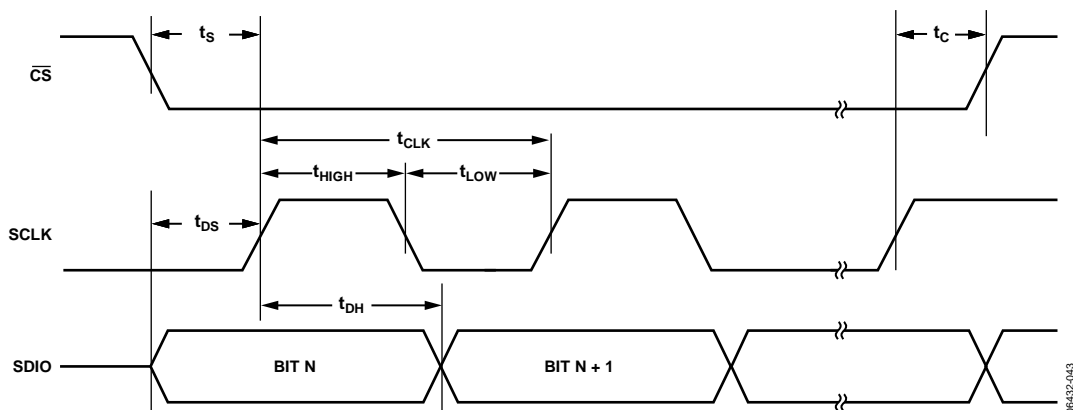 tS
tC
CS
tCLK
tHIGH
tLOW
tDS
SCLK
tDH
SDIO
BIT N
BIT N + 1
06432-043